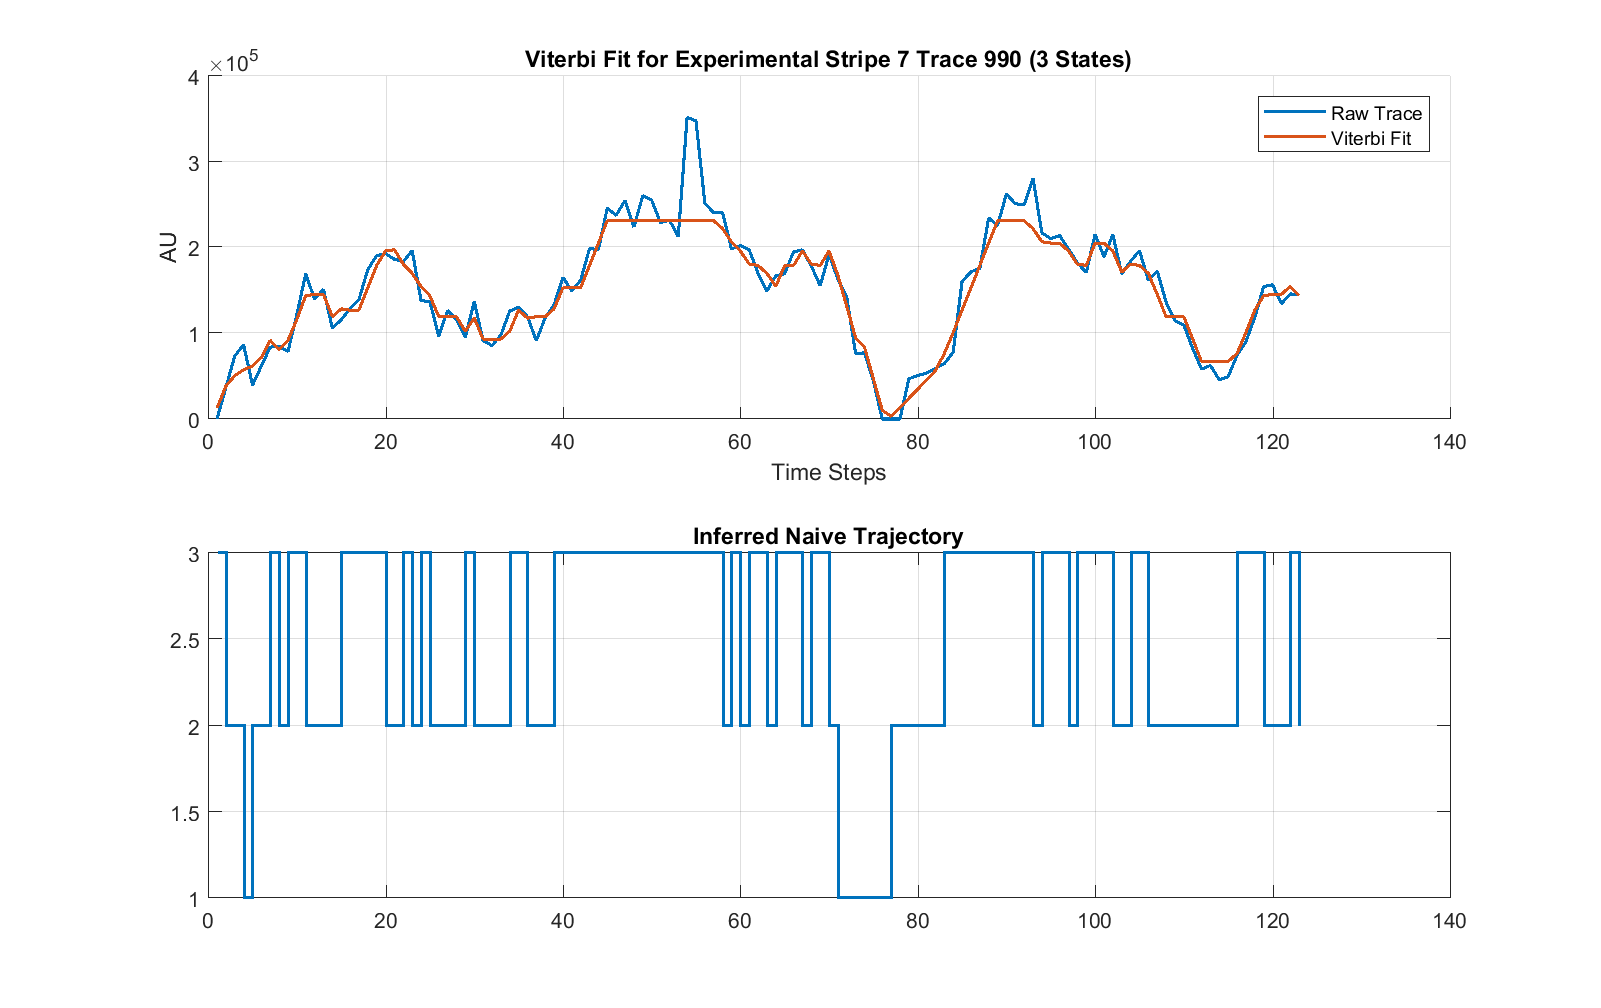 Viterbi Fit for Experimental Stripe 7 Trace 990 (3 States)
×10⁵
4
3
2
1
0
AU
Raw Trace
Viterbi Fit
0 20 40 60 80 100 120 140
Time Steps
Inferred Naive Trajectory
3
2.5
2
1.5
1
0 20 40 60 80 100 120 140